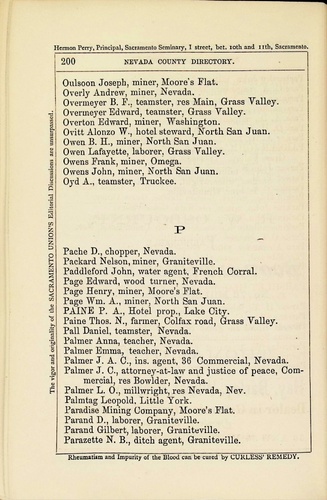 Hermon Perry, Principal, Sacramento Seminary, I street, bet. 10th and 11th, Sacramento.
200 NEVADA COUNTY DIRECTORY.
Oulsoon Joseph, miner, Moore's Flat.
Overly Andrew, miner, Nevada.
Overmeyer B. F., teamster, res Main, Grass Valley.
Overmeyer Edward, teamster, Grass Valley.
Overton Edward, miner, Washington.
Ovitt Alonzo W., hotel steward, North San Juan.
Owen B. H., miner, North San Juan.
Owen Lafayette, laborer, Grass Valley.
Owens Frank, miner, Omega.
Owens John, miner, North San Juan.
Oyd A., teamster, Truckee.
P
Pache D., chopper, Nevada.
Packard Nelson, miner, Graniteville.
Paddleford John, water agent, French Corral.
Page Edward, wood turner, Nevada.
Page Henry, miner, Moore's Flat.
Page Wm. A., miner, North San Juan.
PAINE P. A., Hotel prop., Lake City.
Paine Thos. N., farmer, Colfax road, Grass Valley.
Pall Daniel, teamster, Nevada.
Palmer Anna, teacher, Nevada.
Palmer Emma, teacher, Nevada.
Palmer J. A. C., ins. agent, 36 Commercial, Nevada.
Palmer J. C., attorney-at-law and justice of peace, Com-
mercial, res Bowlder, Nevada.
Palmer L. O., millwright, res Nevada, Nev.
Palmtag Leopold, Little York.
Paradise Mining Company, Moore's Flat.
Parand D., laborer, Graniteville.
Parand Gilbert, laborer, Graniteville.
Parazette N. B., ditch agent, Graniteville.
Rheumatism and Impurity of the Blood can be cured by CURLESS' REMEDY.
The vigor and originality of the SACRAMENTO UNION'S Editorial Discussions are unsurpassed.